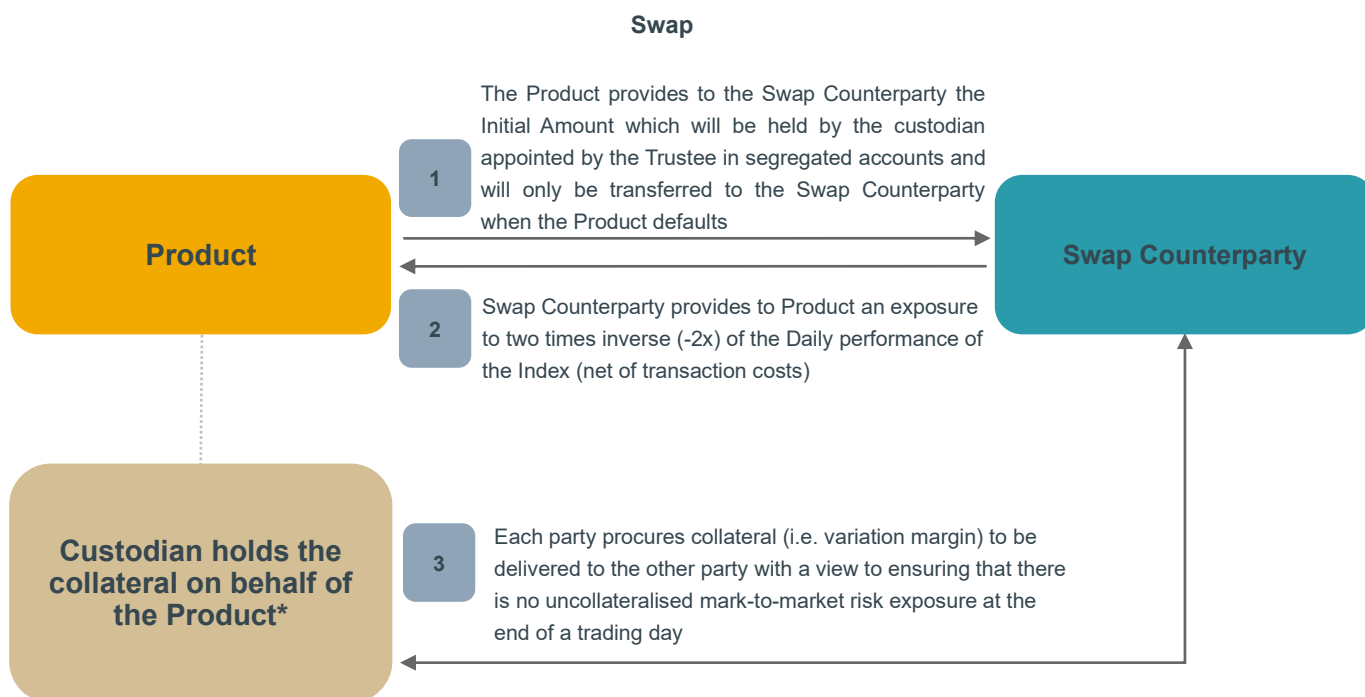 Swap
The Product provides to the Swap Counterparty the
Initial Amount which will be held by the custodian
appointed by the Trustee in segregated accounts and
will only be transferred to the Swap Counterparty
when the Product defaults
1
Product
Swap Counterparty
2
Swap Counterparty provides to Product an exposure
to two times inverse (-2x) of the Daily performance of
the Index (net of transaction costs)
Custodian holds the
collateral on behalf of
the Product*
3
Each party procures collateral (i.e. variation margin) to be
delivered to the other party with a view to ensuring that there
is no uncollateralised mark-to-market risk exposure at the
end of a trading day